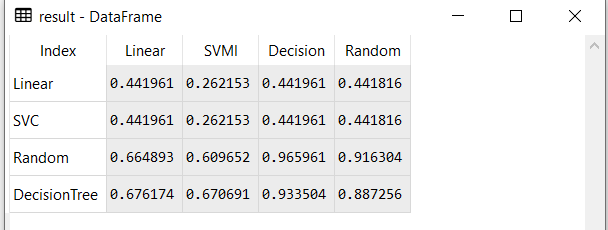 result - DataFrame
Index Linear SVMI Decision Random
Linear 0.441961 0.262153 0.441961 0.441816
SVC 0.441961 0.262153 0.441961 0.441816
Random 0.664893 0.609652 0.965961 0.916304
DecisionTree 0.676174 0.670691 0.933504 0.887256